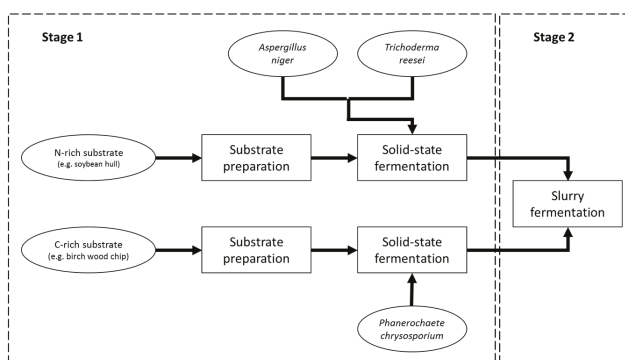 Stage 1
Stage 2
Aspergillus
niger
Trichoderma
reesei
N-rich substrate
(e.g. soybean hull)
Substrate
preparation
Solid-state
fermentation
Slurry
fermentation
C-rich substrate
(e.g. birch wood chip)
Substrate
preparation
Solid-state
fermentation
Phanerochaete
chrysosporium